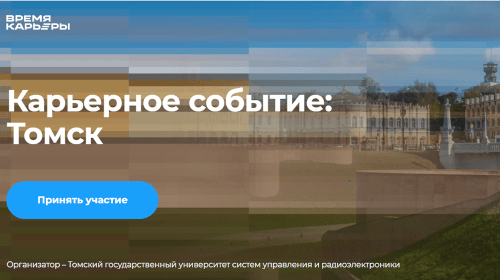 ВРЕМЯ
КАРЬЕРЫ
Карьерное событие:
Томск
Принять участие
Организатор – Томский государственный университет систем управления и радиоэлектроники